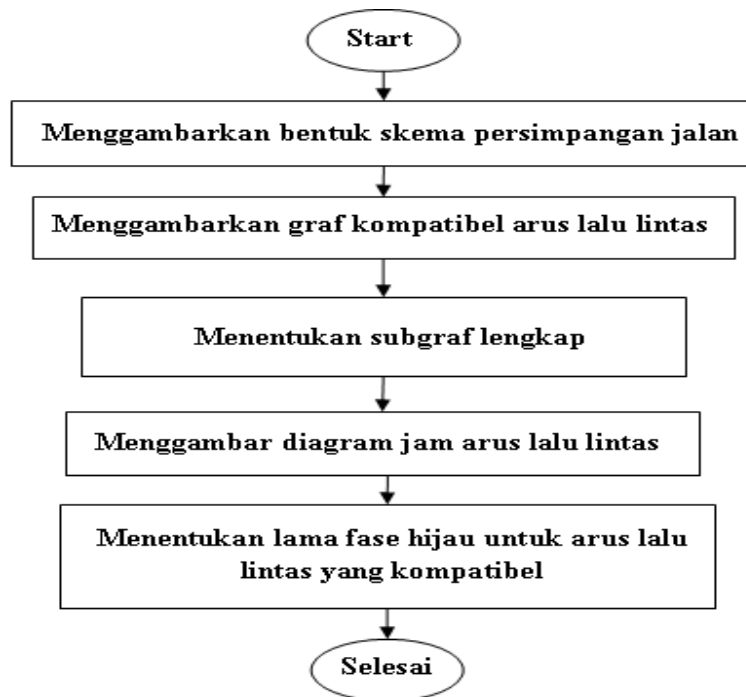 Start
Menggambarkan bentuk skema persimpangan jalan
Menggambarkan graf kompatibel arus lalu lintas
Menentukan subgraf lengkap
Menggambar diagram jam arus lalu lintas
Menentukan lama fase hijau untuk arus lalu
lintas yang kompatibel
Selesai